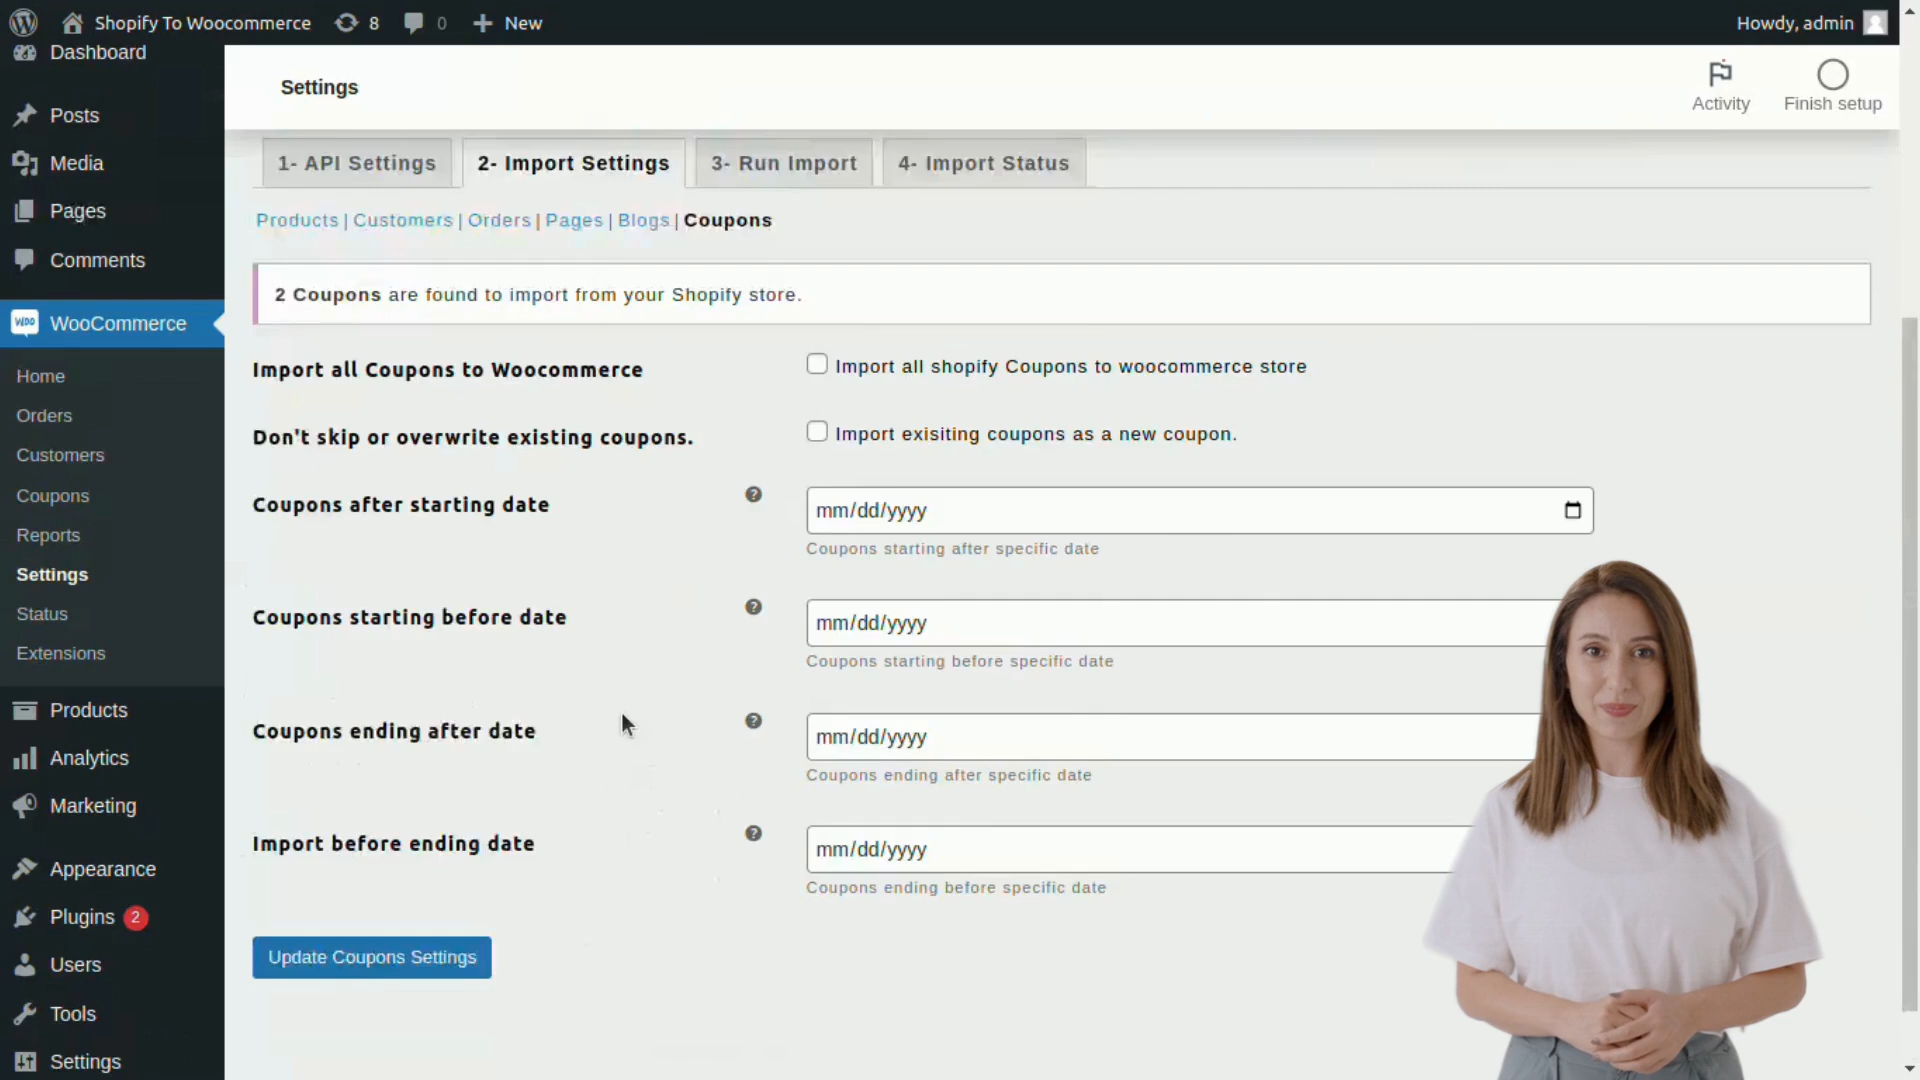 Shopify To Woocommerce 8 0 New Howdy, admin
Dashboard
Posts
Media
Pages
Comments
WOO WooCommerce
Home
Orders
Customers
Coupons
Reports
Settings
Status
Extensions
Products
Analytics
Marketing
Appearance
Plugins 2
Users
Tools
Settings
Settings
Activity
Finish setup
1- API Settings 2- Import Settings 3- Run Import 4- Import Status
Products | Customers | Orders | Pages | Blogs | Coupons
2 Coupons are found to import from your Shopify store.
Import all Coupons to Woocommerce Import all shopify Coupons to woocommerce store
Don't skip or overwrite existing coupons. Import exisiting coupons as a new coupon.
Coupons after starting date ? mm/dd/yyyy
Coupons starting after specific date
Coupons starting before date ? mm/dd/yyyy
Coupons starting before specific date
Coupons ending after date ? mm/dd/yyyy
Coupons ending after specific date
Import before ending date ? mm/dd/yyyy
Coupons ending before specific date
Update Coupons Settings